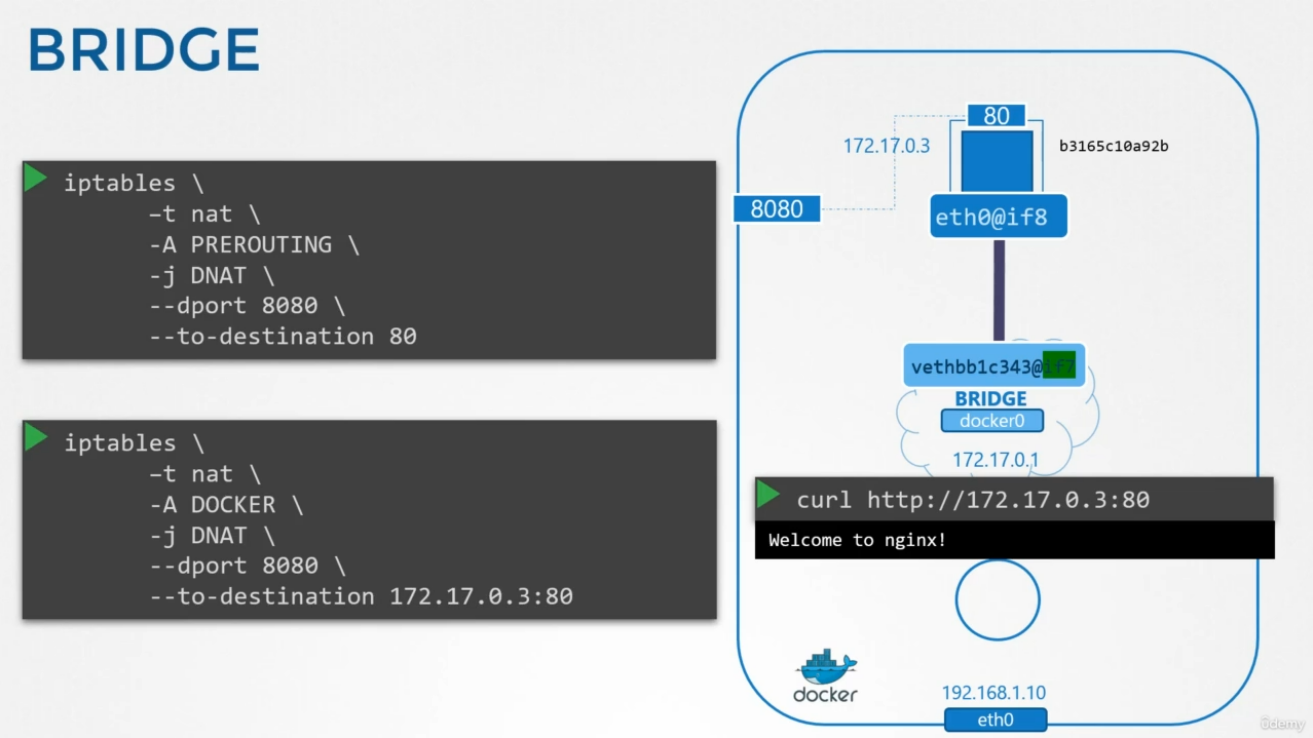 BRIDGE
iptables \
–t nat \
-A PREROUTING \
-j DNAT \
--dport 8080 \
--to-destination 80
iptables \
–t nat \
-A DOCKER \
-j DNAT \
--dport 8080 \
--to-destination 172.17.0.3:80
80
172.17.0.3
b3165c10a92b
8080
eth0@if8
vethbb1c343@if7
BRIDGE
docker0
172.17.0.1
curl http://172.17.0.3:80
Welcome to nginx!
docker
192.168.1.10
eth0
ûdemy